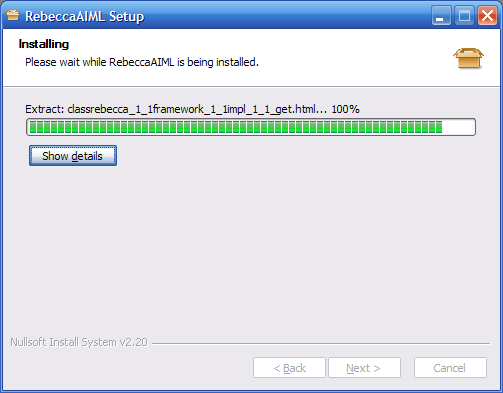 RebeccaAIML Setup
Installing
Please wait while RebeccaAIML is being installed.
Extract: classrebecca_1_1framework_1_1impl_1_1_get.html... 100%
Show details
Nullsoft Install System v2.20
< Back Next > Cancel